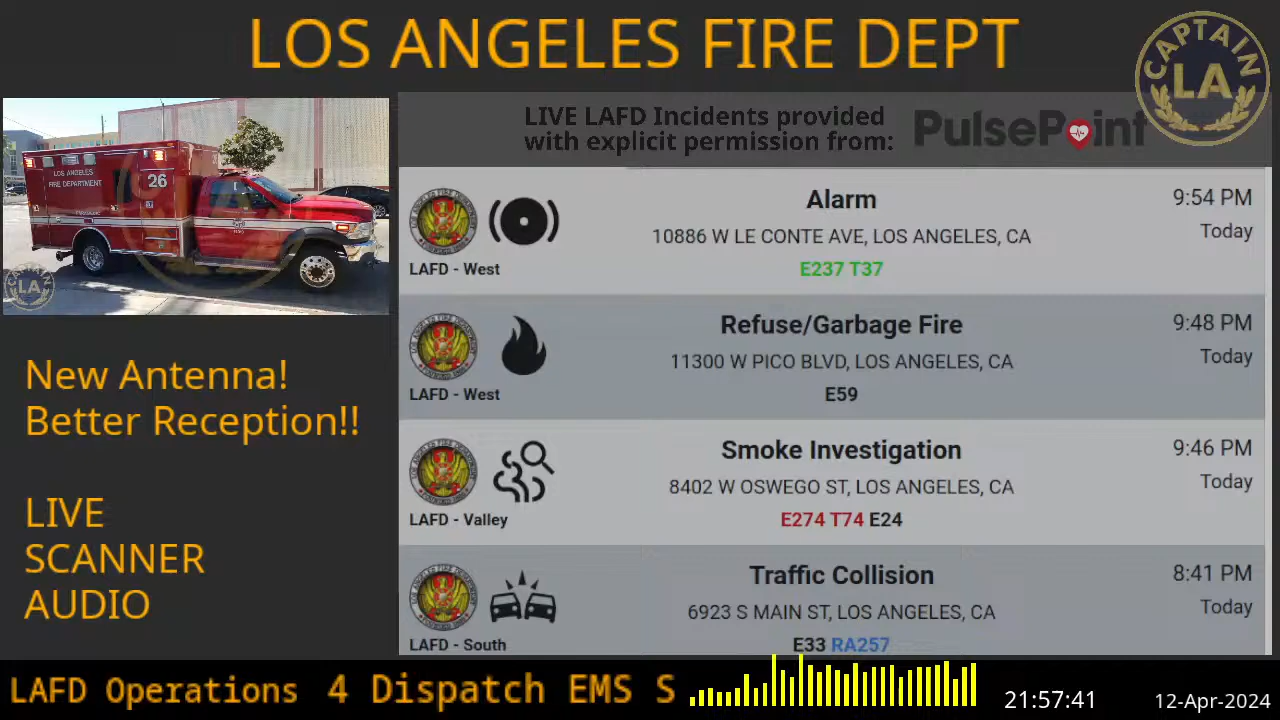 LOS ANGELES FIRE DEPT
CAPTAIN
LA
LIVE LAFD Incidents provided
with explicit permission from:
PulsePoint
LOS ANGELES
FIRE DEPARTMENT
26
LA
New Antenna!
Better Reception!!
LIVE
SCANNER
AUDIO
Alarm
9:54 PM
10886 W LE CONTE AVE, LOS ANGELES, CA
Today
LAFD - West
E237 T37
Refuse/Garbage Fire
9:48 PM
11300 W PICO BLVD, LOS ANGELES, CA
Today
LAFD - West
E59
Smoke Investigation
9:46 PM
8402 W OSWEGO ST, LOS ANGELES, CA
Today
LAFD - Valley
E274 T74 E24
Traffic Collision
8:41 PM
6923 S MAIN ST, LOS ANGELES, CA
Today
LAFD - South
E33 RA257
LAFD Operations 4 Dispatch EMS S
21:57:41
12-Apr-2024